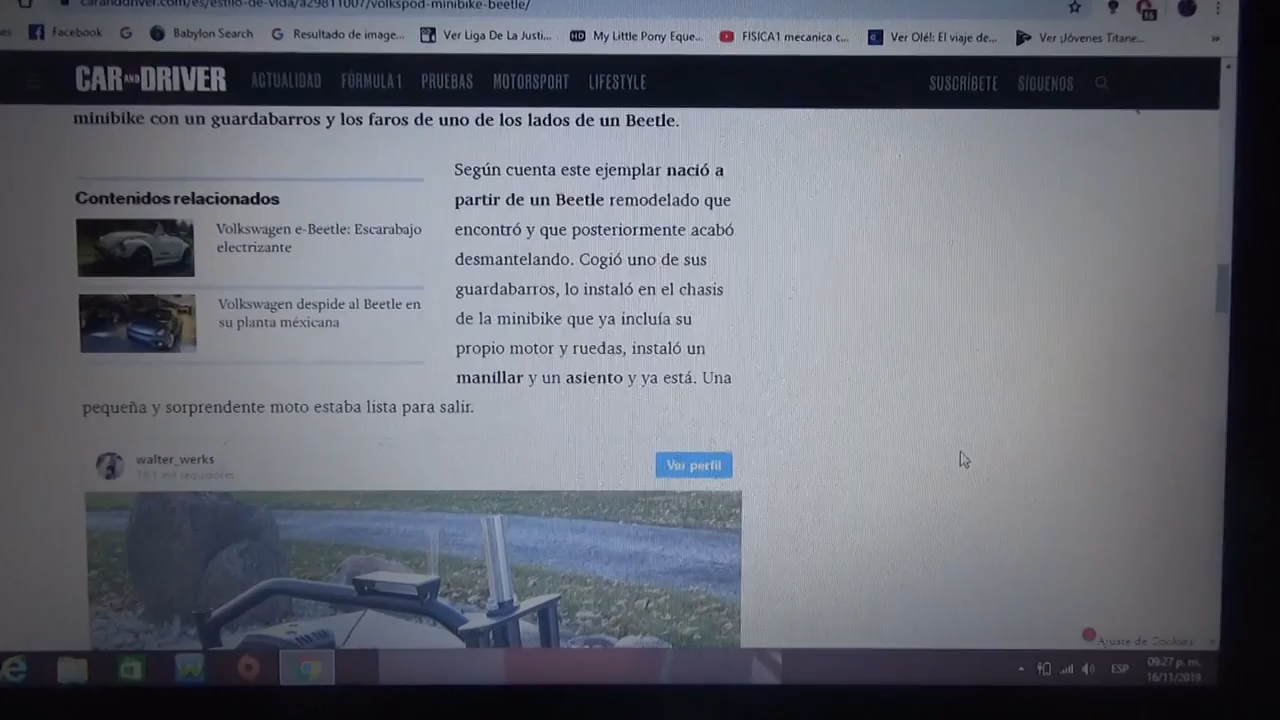 caranddriver.com/es/estilo-de-vida/a29811007/volkspod-minibike-beetle/
Facebook
Babylon Search
Resultado de image...
Ver Liga De La Justi...
My Little Pony Eque...
FISICA1 mecanica c...
Ver Olé!: El viaje de...
Ver ¡Jóvenes Titane...
»
CAR AND DRIVER
ACTUALIDAD
FÓRMULA 1
PRUEBAS
MOTORSPORT
LIFESTYLE
SUSCRÍBETE
SÍGUENOS
minibike con un guardabarros y los faros de uno de los lados de un Beetle.
Contenidos relacionados
Volkswagen e-Beetle: Escarabajo
electrizante
Volkswagen despide al Beetle en
su planta méxicana
Según cuenta este ejemplar nació a
partir de un Beetle remodelado que
encontró y que posteriormente acabó
desmantelando. Cogió uno de sus
guardabarros, lo instaló en el chasis
de la minibike que ya incluía su
propio motor y ruedas, instaló un
manillar y un asiento y ya está. Una
pequeña y sorprendente moto estaba lista para salir.
walter_werks
mil seguidores
Ver perfil
Ajuste de Cookies
ESP
09:27 p. m.
16/11/2019